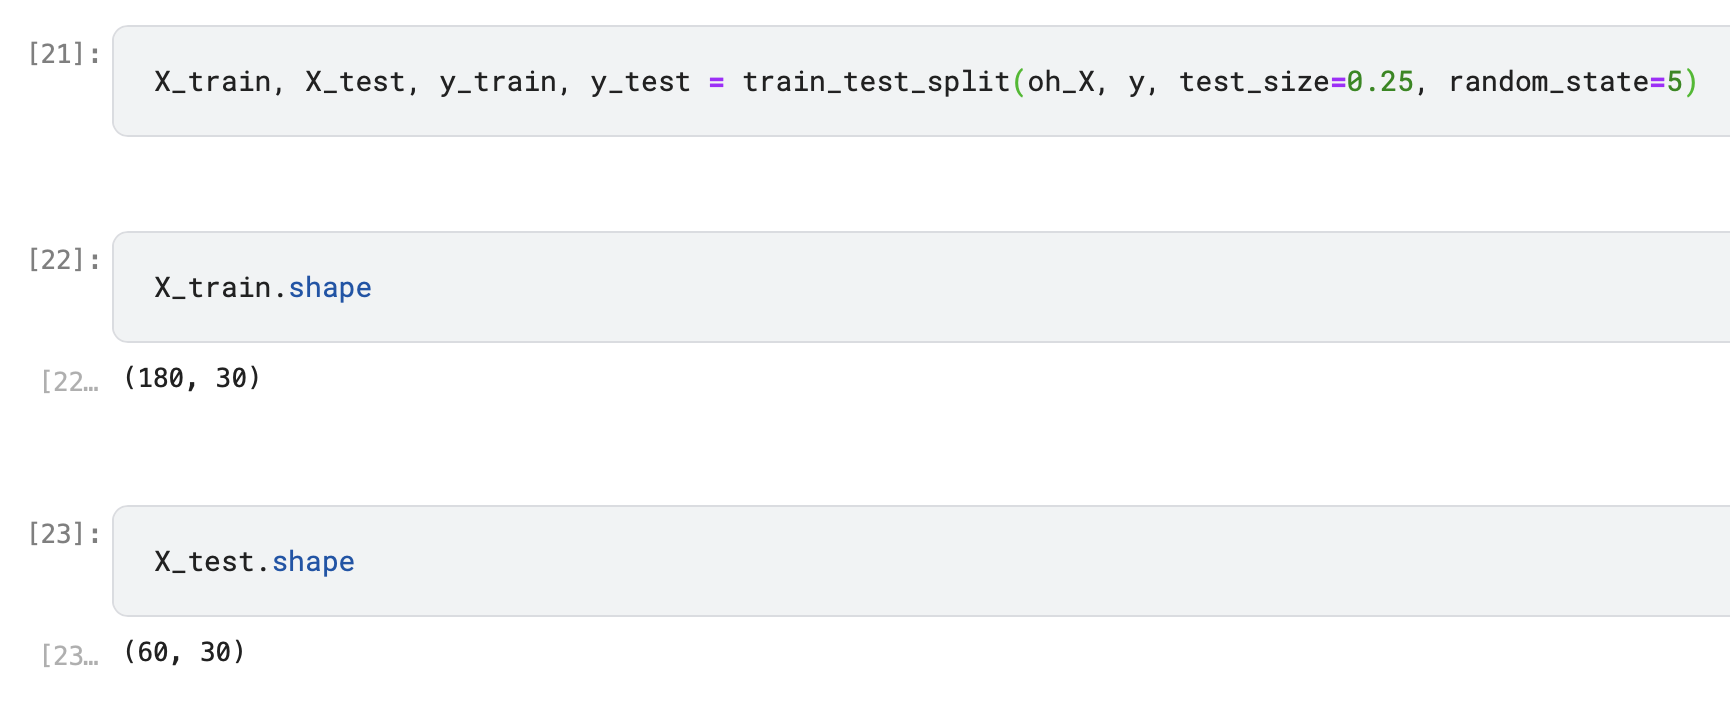 [21]:
X_train, X_test, y_train, y_test = train_test_split(oh_X, y, test_size=0.25, random_state=5)
[22]:
X_train.shape
[22… (180, 30)
[23]:
X_test.shape
[23… (60, 30)